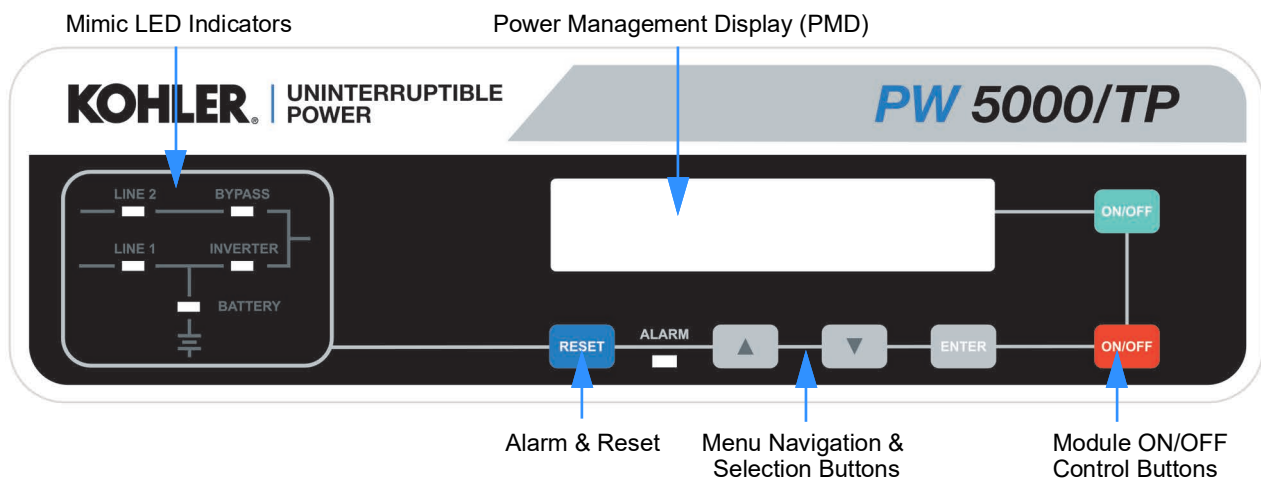 Mimic LED Indicators
Power Management Display (PMD)
KOHLER® | UNINTERRUPTIBLE
POWER
PW 5000/TP
LINE 2
BYPASS
ON/OFF
LINE 1
INVERTER
BATTERY
RESET
ALARM
▲
▼
ENTER
ON/OFF
Alarm & Reset
Menu Navigation &
Selection Buttons
Module ON/OFF
Control Buttons